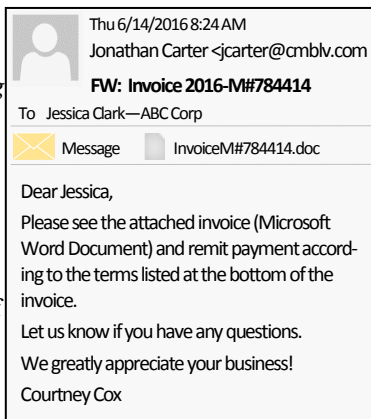 Thu 6/14/2016 8:24 AM
Jonathan Carter <jcarter@cmblv.com
FW: Invoice 2016-M#784414
To Jessica Clark—ABC Corp
Message InvoiceM#784414.doc
Dear Jessica,
Please see the attached invoice (Microsoft
Word Document) and remit payment accord-
ing to the terms listed at the bottom of the
invoice.
Let us know if you have any questions.
We greatly appreciate your business!
Courtney Cox